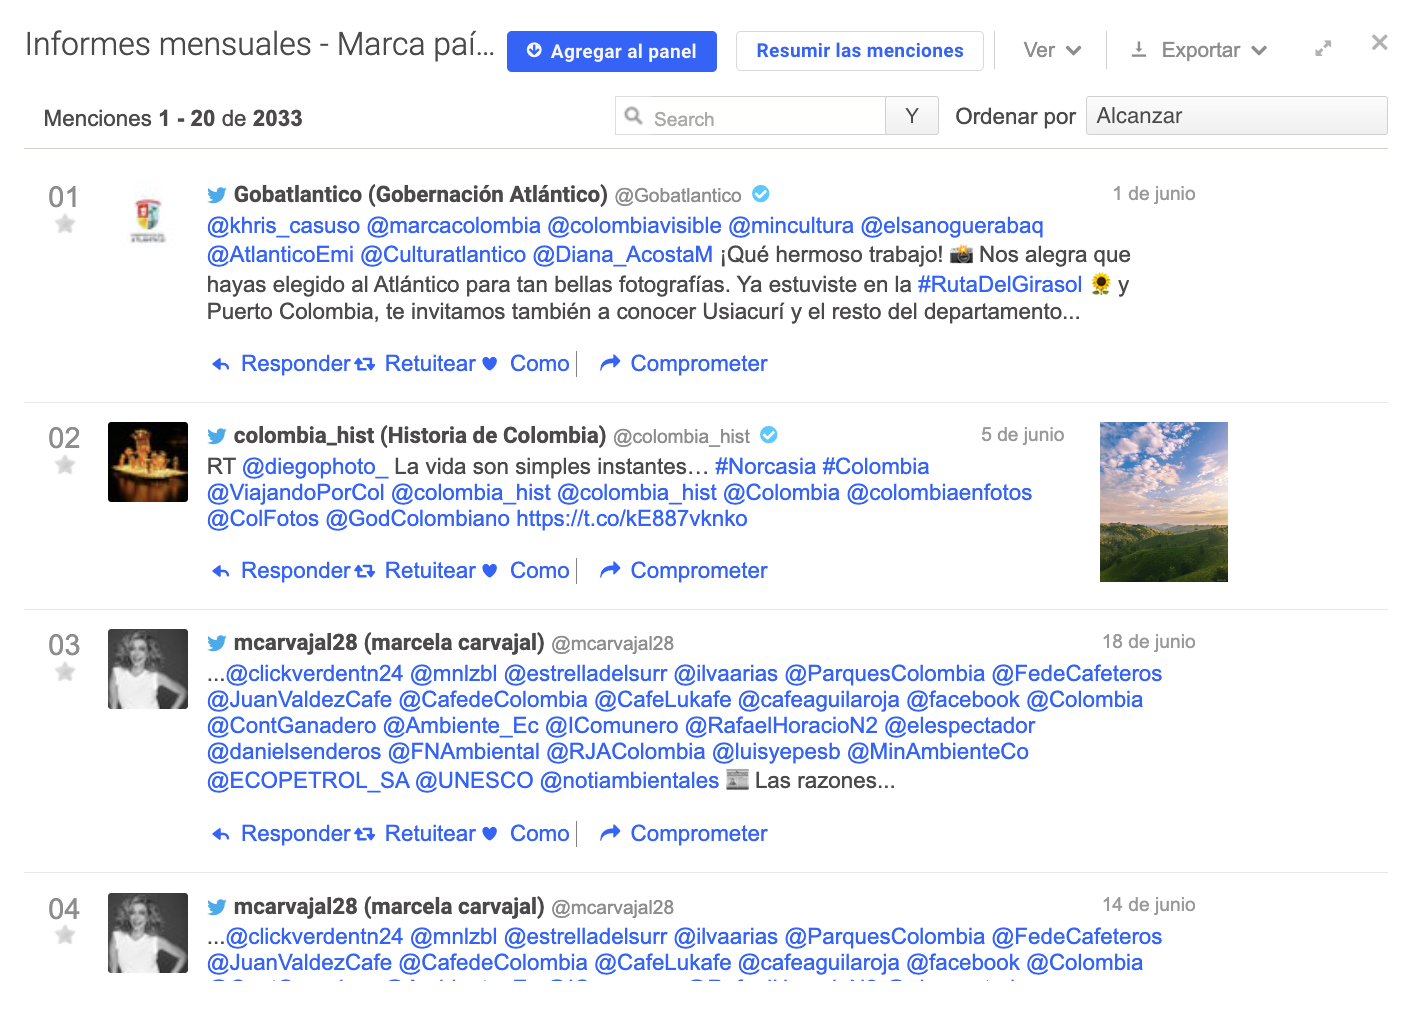 Informes mensuales - Marca paí...
Agregar al panel
Resumir las menciones
Ver
Exportar
Menciones 1 - 20 de 2033
Search
Y
Ordenar por
Alcanzar
01
Gobatlantico (Gobernación Atlántico) @Gobatlantico
1 de junio
@khris_casuso @marcacolombia @colombiavisible @mincultura @elsanoguerabaq
@AtlanticoEmi @Culturatlantico @Diana_AcostaM ¡Qué hermoso trabajo! 📸 Nos alegra que
hayas elegido al Atlántico para tan bellas fotografías. Ya estuviste en la #RutaDelGirasol 🌻 y
Puerto Colombia, te invitamos también a conocer Usiacurí y el resto del departamento...
Responder Retuitear Como Comprometer
02
colombia_hist (Historia de Colombia) @colombia_hist
5 de junio
RT @diegophoto_ La vida son simples instantes… #Norcasia #Colombia
@ViajandoPorCol @colombia_hist @colombia_hist @Colombia @colombiaenfotos
@ColFotos @GodColombiano https://t.co/kE887vknko
Responder Retuitear Como Comprometer
03
mcarvajal28 (marcela carvajal) @mcarvajal28
18 de junio
...@clickverdentn24 @mnlzbl @estrelladelsurr @ilvaarias @ParquesColombia @FedeCafeteros
@JuanValdezCafe @CafedeColombia @CafeLukafe @cafeaguilaroja @facebook @Colombia
@ContGanadero @Ambiente_Ec @IComunero @RafaelHoracioN2 @elespectador
@danielsenderos @FNAmbiental @RJAColombia @luisyepesb @MinAmbienteCo
@ECOPETROL_SA @UNESCO @notiambientales 📰 Las razones...
Responder Retuitear Como Comprometer
04
mcarvajal28 (marcela carvajal) @mcarvajal28
14 de junio
...@clickverdentn24 @mnlzbl @estrelladelsurr @ilvaarias @ParquesColombia @FedeCafeteros
@JuanValdezCafe @CafedeColombia @CafeLukafe @cafeaguilaroja @facebook @Colombia